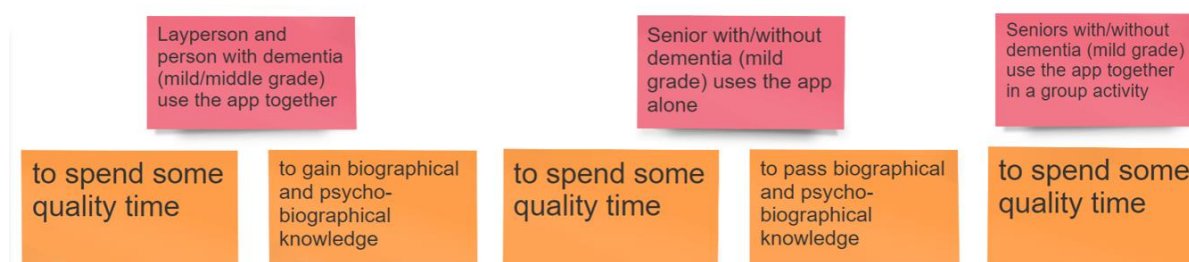 Layperson and
person with dementia
(mild/middle grade)
use the app together
Senior with/without
dementia (mild
grade) uses the app
alone
Seniors with/without
dementia (mild grade)
use the app together
in a group activity
to spend some
quality time
to gain biographical
and psycho-
biographical
knowledge
to spend some
quality time
to pass biographical
and psycho-
biographical
knowledge
to spend some
quality time